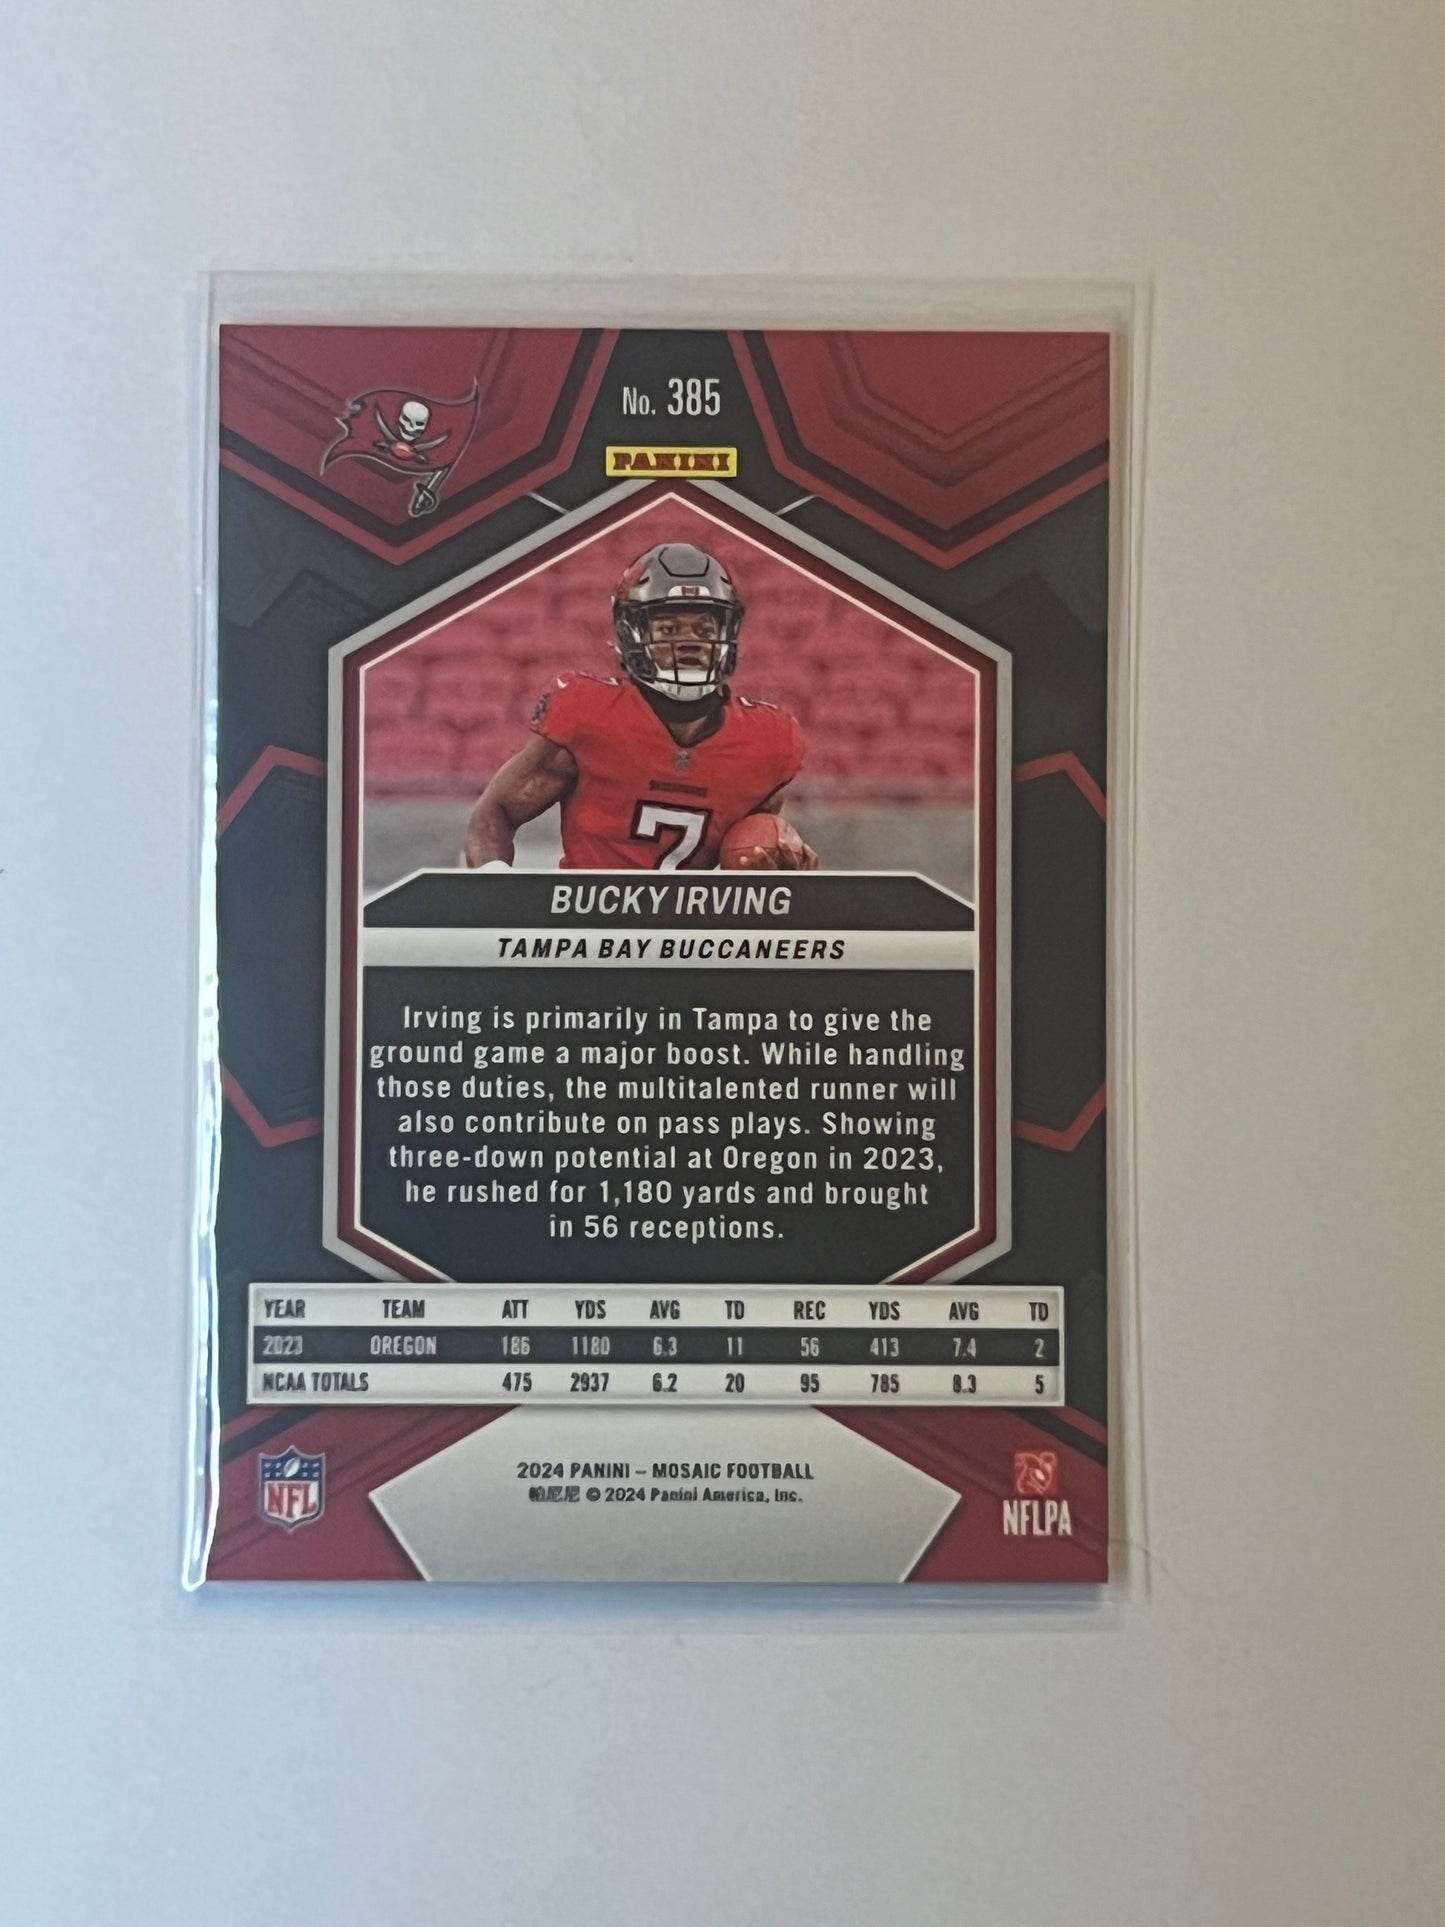 No. 385
PANINI
BUCCANEERS
7
BUCKY IRVING
TAMPA BAY BUCCANEERS
Irving is primarily in Tampa to give the
ground game a major boost. While handling
those duties, the multitalented runner will
also contribute on pass plays. Showing
three-down potential at Oregon in 2023,
he rushed for 1,180 yards and brought
in 56 receptions.
YEAR TEAM ATT YDS AVG TD REC YDS AVG TD
2023 OREGON 186 1180 6.3 11 56 413 7.4 2
NCAA TOTALS 475 2937 6.2 20 95 785 8.3 5
2024 PANINI – MOSAIC FOOTBALL
© 2024 Panini America, Inc.
NFL
NFLPA